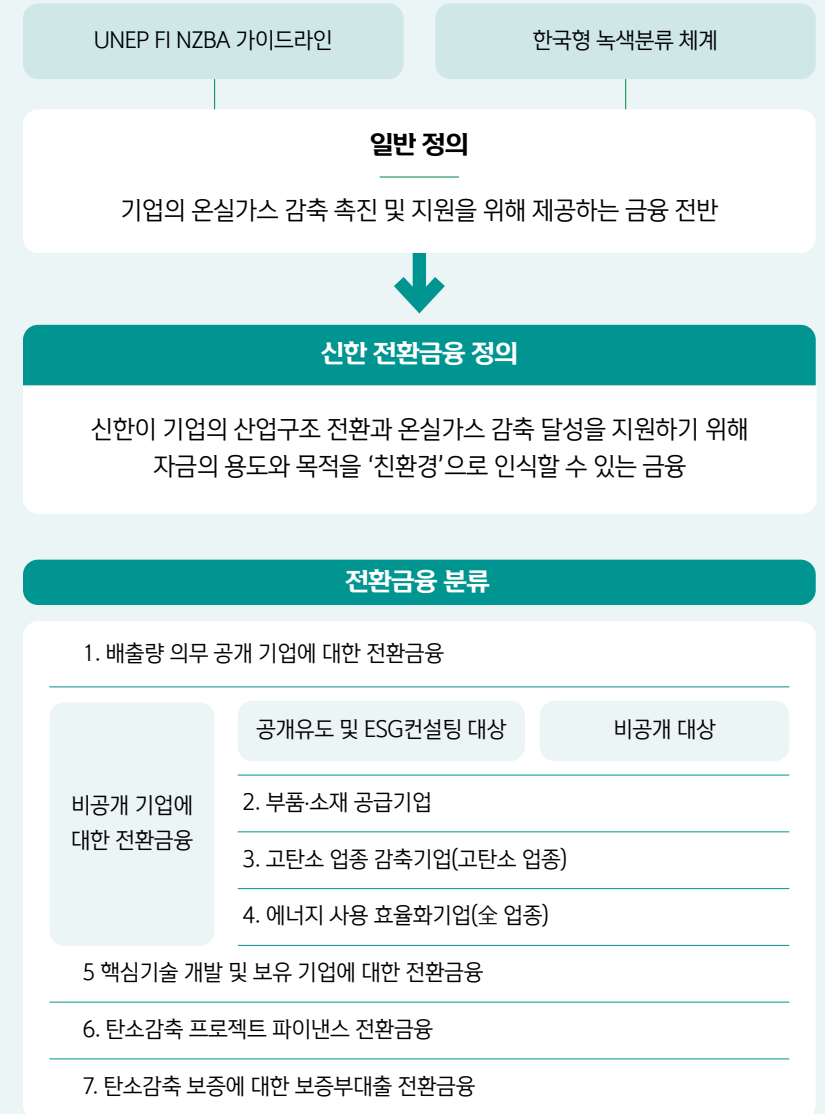 UNEP FI NZBA 가이드라인
한국형 녹색분류 체계
일반 정의
기업의 온실가스 감축 촉진 및 지원을 위해 제공하는 금융 전반
신한 전환금융 정의
신한이 기업의 산업구조 전환과 온실가스 감축 달성을 지원하기 위해
자금의 용도와 목적을 ‘친환경’으로 인식할 수 있는 금융
전환금융 분류
1. 배출량 의무 공개 기업에 대한 전환금융
비공개 기업에
대한 전환금융
공개유도 및 ESG컨설팅 대상
비공개 대상
2. 부품·소재 공급기업
3. 고탄소 업종 감축기업(고탄소 업종)
4. 에너지 사용 효율화기업(全 업종)
5 핵심기술 개발 및 보유 기업에 대한 전환금융
6. 탄소감축 프로젝트 파이낸스 전환금융
7. 탄소감축 보증에 대한 보증부대출 전환금융